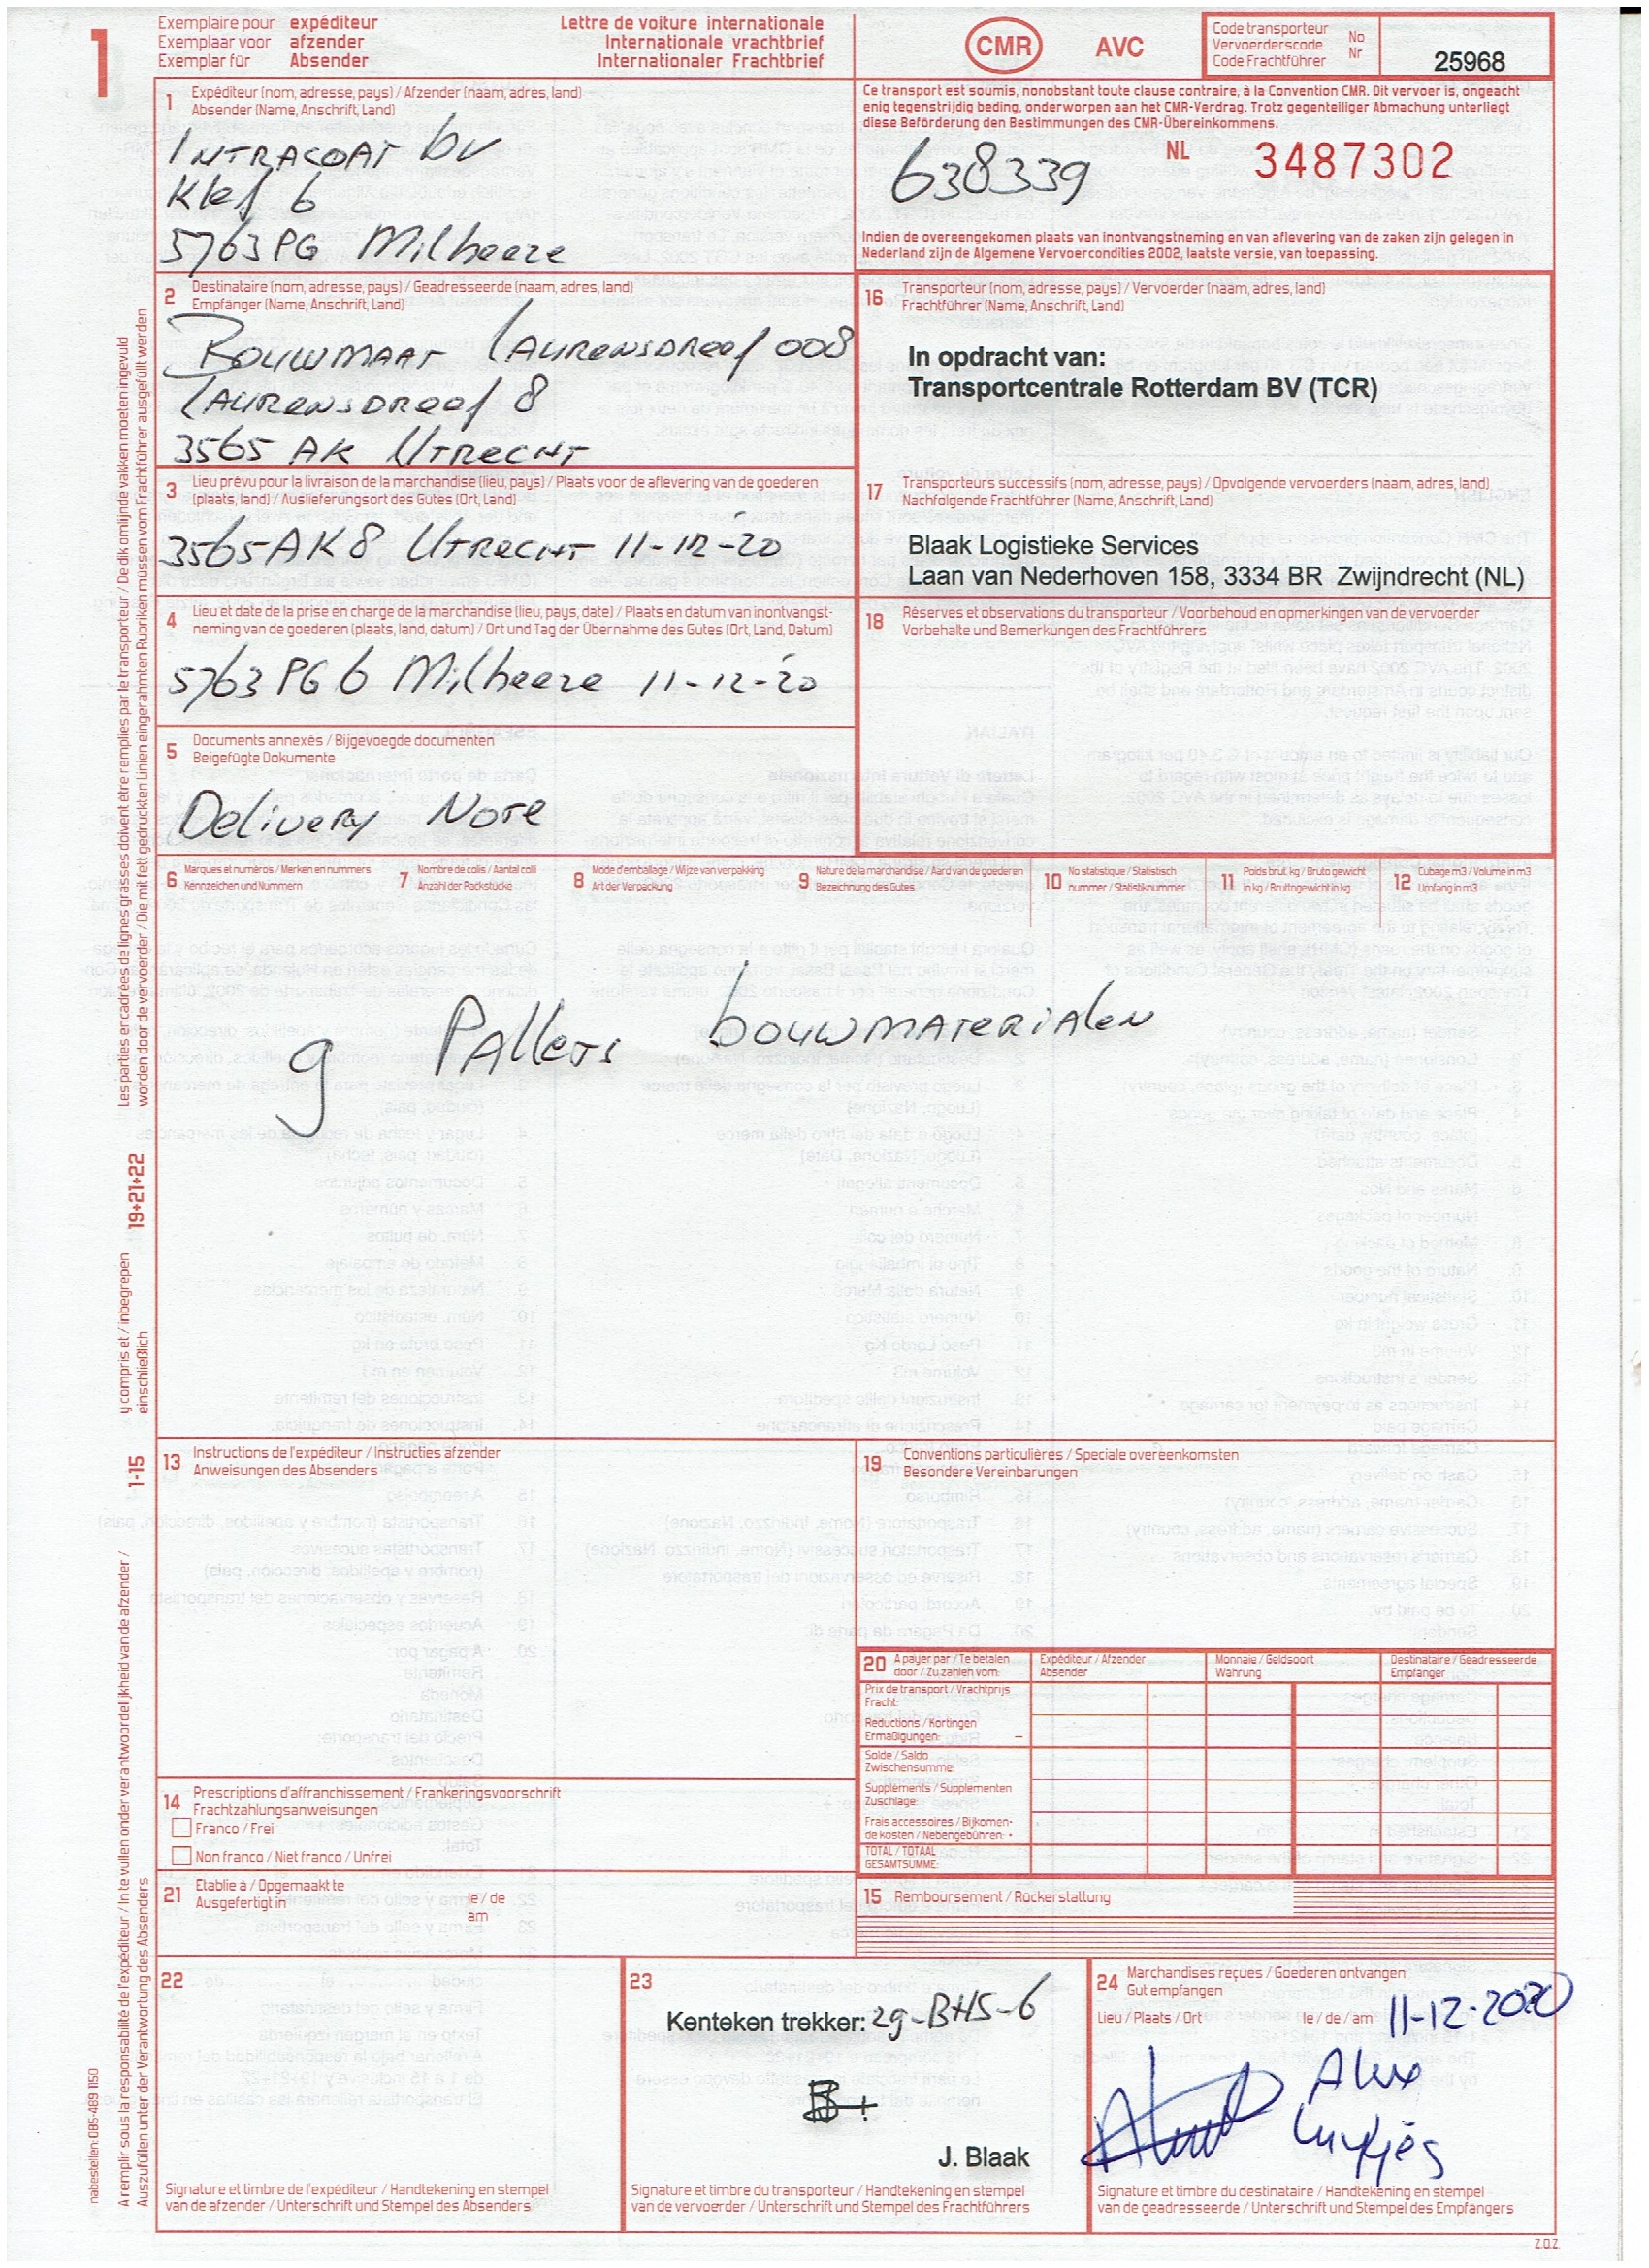 1
Exemplaire pour expéditeur
Exemplaar voor afzender
Exemplar für Absender
Lettre de voiture internationale
Internationale vrachtbrief
Internationaler Frachtbrief
CMR AVC
Code transporteur
Vervoerderscode
Code Frachtführer
No
Nr
25968
1 Expéditeur (nom, adresse, pays) / Afzender (naam, adres, land)
Absender (Name, Anschrift, Land)
INTRACOAT bv
Klef 6
5763 PG Milheeze
Ce transport est soumis, nonobstant toute clause contraire, à la Convention CMR. Dit vervoer is, ongeacht
enig tegenstrijdig beding, onderworpen aan het CMR-Verdrag. Trotz gegenteiliger Abmachung unterliegt
diese Beförderung den Bestimmungen des CMR-Übereinkommens.
638339
NL 3487302
Indien de overeengekomen plaats van inontvangstneming en van aflevering van de zaken zijn gelegen in
Nederland zijn de Algemene Vervoercondities 2002, laatste versie, van toepassing.
2 Destinataire (nom, adresse, pays) / Geadresseerde (naam, adres, land)
Empfänger (Name, Anschrift, Land)
Bouwmaat Laurensdreef 008
Laurensdreef 8
3565 AK Utrecht
16 Transporteur (nom, adresse, pays) / Vervoerder (naam, adres, land)
Frachtführer (Name, Anschrift, Land)
In opdracht van:
Transportcentrale Rotterdam BV (TCR)
3 Lieu prévu pour la livraison de la marchandise (lieu, pays) / Plaats voor de aflevering van de goederen
(plaats, land) / Auslieferungsort des Gutes (Ort, Land)
3565 AK 8 Utrecht 11-12-20
17 Transporteurs successifs (nom, adresse, pays) / Opvolgende vervoerders (naam, adres, land)
Nachfolgende Frachtführer (Name, Anschrift, Land)
Blaak Logistieke Services
Laan van Nederhoven 158, 3334 BR Zwijndrecht (NL)
4 Lieu et date de la prise en charge de la marchandise (lieu, pays, date) / Plaats en datum van inontvangst-
neming van de goederen (plaats, land, datum) / Ort und Tag der Übernahme des Gutes (Ort, Land, Datum)
5763 PG 6 Milheeze 11-12-20
18 Réserves et observations du transporteur / Voorbehoud en opmerkingen van de vervoerder
Vorbehalte und Bemerkungen des Frachtführers
5 Documents annexés / Bijgevoegde documenten
Beigefügte Dokumente
Delivery Note
6 Marques et numéros / Merken en nummers
Kennzeichen und Nummern
7 Nombre de colis / Aantal colli
Anzahl der Packstücke
8 Mode d'emballage / Wijze van verpakking
Art der Verpackung
9 Nature de la marchandise / Aard van de goederen
Bezeichnung des Gutes
10 No statistique / Statistisch
nummer / Statistiknummer
11 Poids brut, kg / Bruto gewicht
in kg / Bruttogewicht in kg
12 Cubage m3 / Volume in m3
Umfang in m3
9 Pallets bouwmaterialen
Les parties encadrées de lignes grasses doivent être remplies par le transporteur / De dik omlijnde vakken moeten ingevuld
worden door de vervoerder / Die mit fett gedruckten Linien eingerahmten Rubriken müssen vom Frachtführer ausgefüllt werden
19+21+22
y compris et / inbegrepen
einschließlich
1-15
A remplir sous la responsabilité de l'expéditeur / In te vullen onder verantwoordelijkheid van de afzender /
Auszufüllen unter der Verantwortung des Absenders
nabestellen: 085-489 1150
13 Instructions de l'expéditeur / Instructies afzender
Anweisungen des Absenders
19 Conventions particulières / Speciale overeenkomsten
Besondere Vereinbarungen
20 A payer par / Te betalen
door / Zu zahlen vom:
Expéditeur / Afzender
Absender
Monnaie / Geldsoort
Wahrung
Destinataire / Geadresseerde
Empfanger
Prix de transport / Vrachtprijs
Fracht:
Reductions / Kortingen
Ermäßigungen: –
Solde / Saldo
Zwischensumme:
Supplements / Supplementen
Zuschlage:
Frais accessoires / Bijkomen-
de kosten / Nebengebühren: +
TOTAL / TOTAAL
GESAMTSUMME:
14 Prescriptions d'affranchissement / Frankeringsvoorschrift
Frachtzahlungsanweisungen
Franco / Frei
Non franco / Niet franco / Unfrei
21 Etablie à / Opgemaakt te
Ausgefertigt in
le / de
am
15 Remboursement / Rückerstattung
22
Signature et timbre de l'expéditeur / Handtekening en stempel
van de afzender / Unterschrift und Stempel des Absenders
23
Kenteken trekker: 29-BHS-6
J. Blaak
Signature et timbre du transporteur / Handtekening en stempel
van de vervoerder / Unterschrift und Stempel des Frachtführers
24 Marchandises reçues / Goederen ontvangen
Gut empfangen
Lieu / Plaats / Ort
le / de / am 11-12-2020
Alex
Signature et timbre du destinataire / Handtekening en stempel
van de geadresseerde / Unterschrift und Stempel des Empfängers
Z.O.Z.